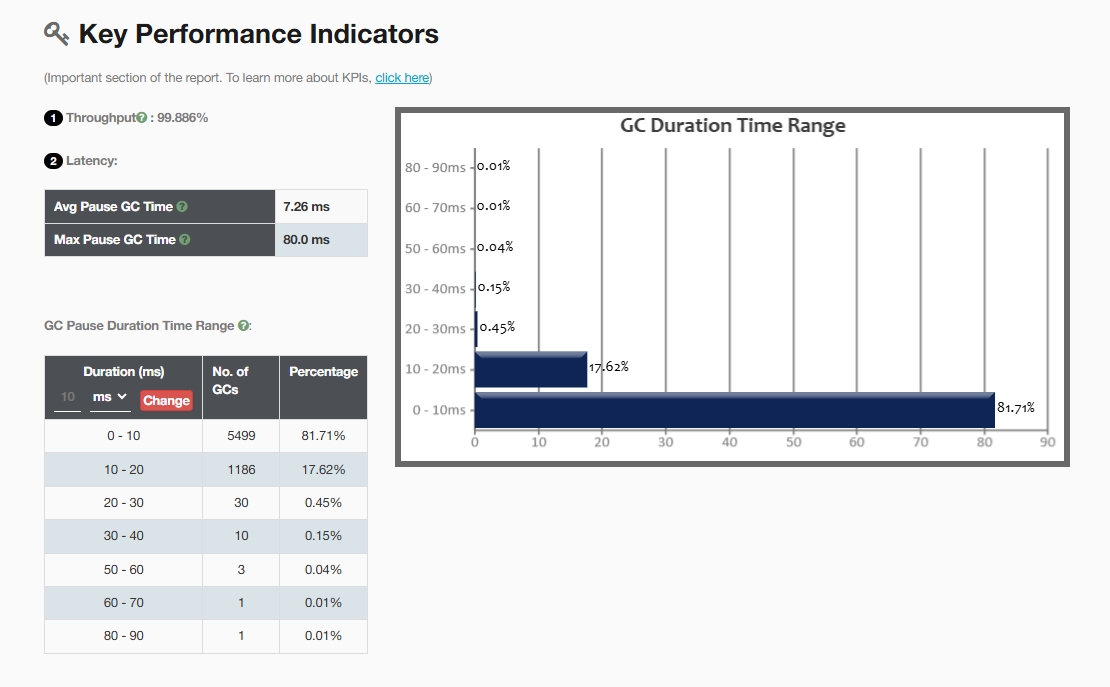 Key Performance Indicators
(Important section of the report. To learn more about KPIs, click here)
1 Throughput? : 99.886%
2 Latency:
Avg Pause GC Time ? 7.26 ms
Max Pause GC Time ? 80.0 ms
GC Pause Duration Time Range ?:
Duration (ms) No. of GCs Percentage
10 ms Change
0 - 10 5499 81.71%
10 - 20 1186 17.62%
20 - 30 30 0.45%
30 - 40 10 0.15%
50 - 60 3 0.04%
60 - 70 1 0.01%
80 - 90 1 0.01%
GC Duration Time Range
80 - 90ms 0.01%
60 - 70ms 0.01%
50 - 60ms 0.04%
30 - 40ms 0.15%
20 - 30ms 0.45%
10 - 20ms 17.62%
0 - 10ms 81.71%
0 10 20 30 40 50 60 70 80 90